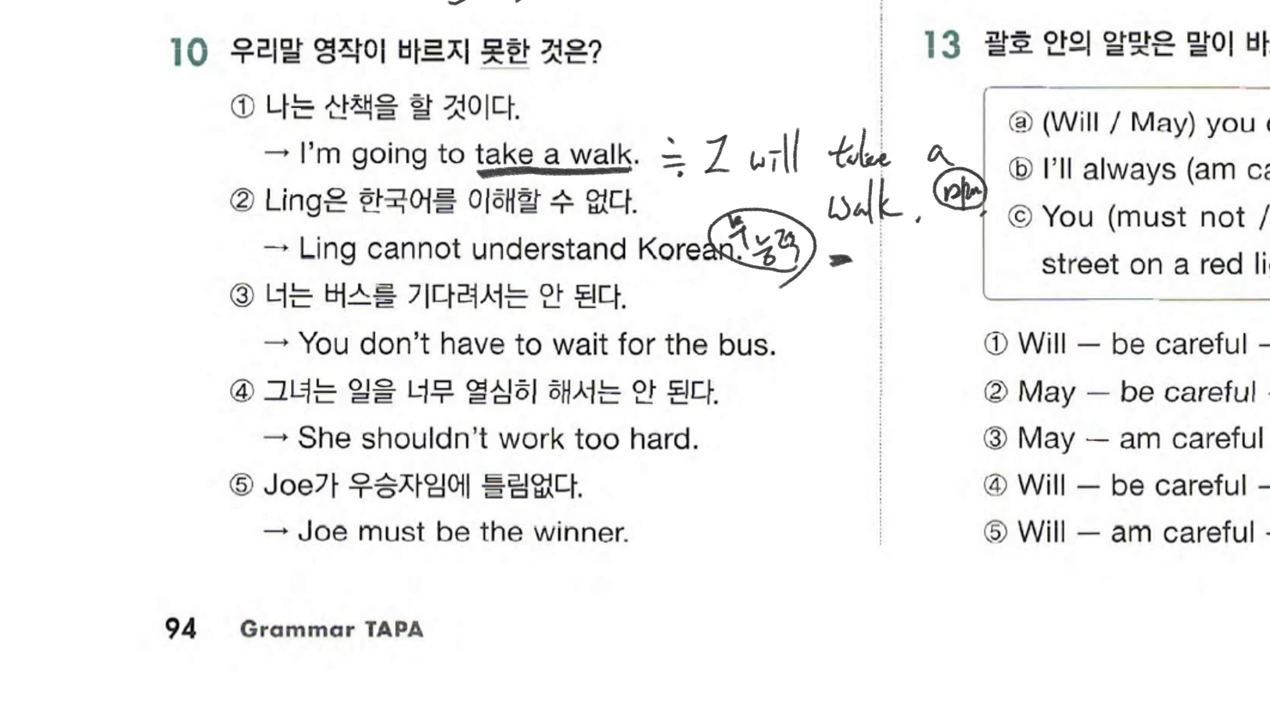 10 우리말 영작이 바르지 못한 것은?
① 나는 산책을 할 것이다.
→ I'm going to take a walk. ≒ I will take a
walk.
② Ling은 한국어를 이해할 수 없다.
→ Ling cannot understand Korean.
③ 너는 버스를 기다려서는 안 된다.
→ You don't have to wait for the bus.
④ 그녀는 일을 너무 열심히 해서는 안 된다.
→ She shouldn't work too hard.
⑤ Joe가 우승자임에 틀림없다.
→ Joe must be the winner.
94 Grammar TAPA
13 괄호 안의 알맞은 말이 바
ⓐ (Will / May) you
ⓑ I'll always (am ca
ⓒ You (must not /
street on a red li
① Will — be careful —
② May — be careful
③ May — am careful
④ Will — be careful —
⑤ Will — am careful